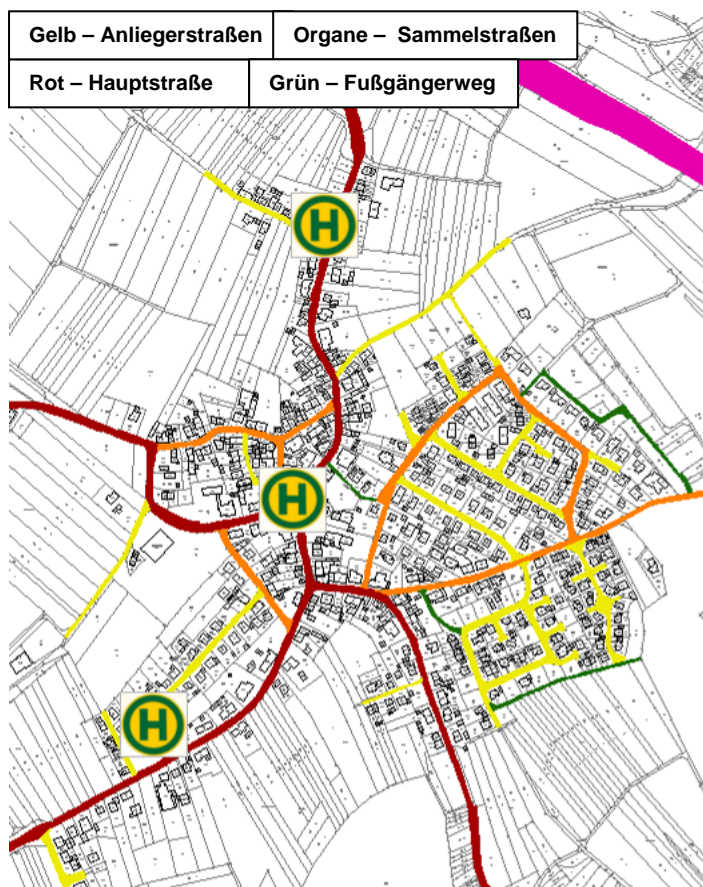 Gelb – Anliegerstraßen
Organe – Sammelstraßen
Rot – Hauptstraße
Grün – Fußgängerweg
H
H
H